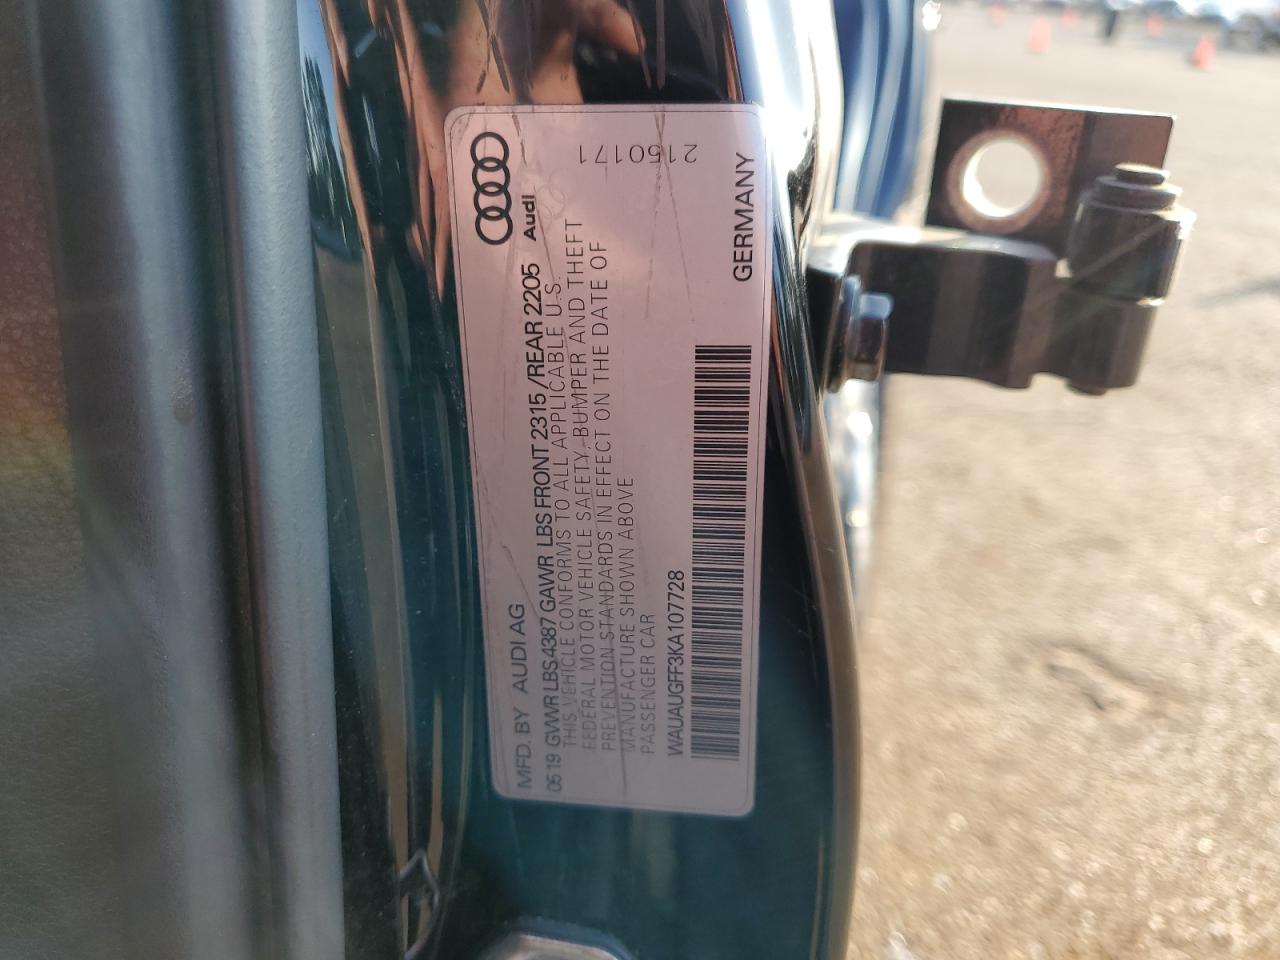 MFD. BY AUDI AG
Audi
05 19 GVWR LBS 4387 GAWR LBS FRONT 2315/REAR 2205
THIS VEHICLE CONFORMS TO ALL APPLICABLE U.S.
FEDERAL MOTOR VEHICLE SAFETY, BUMPER AND THEFT
PREVENTION STANDARDS IN EFFECT ON THE DATE OF
MANUFACTURE SHOWN ABOVE
PASSENGER CAR
WAUAUGFF3KA107728
GERMANY
2150171